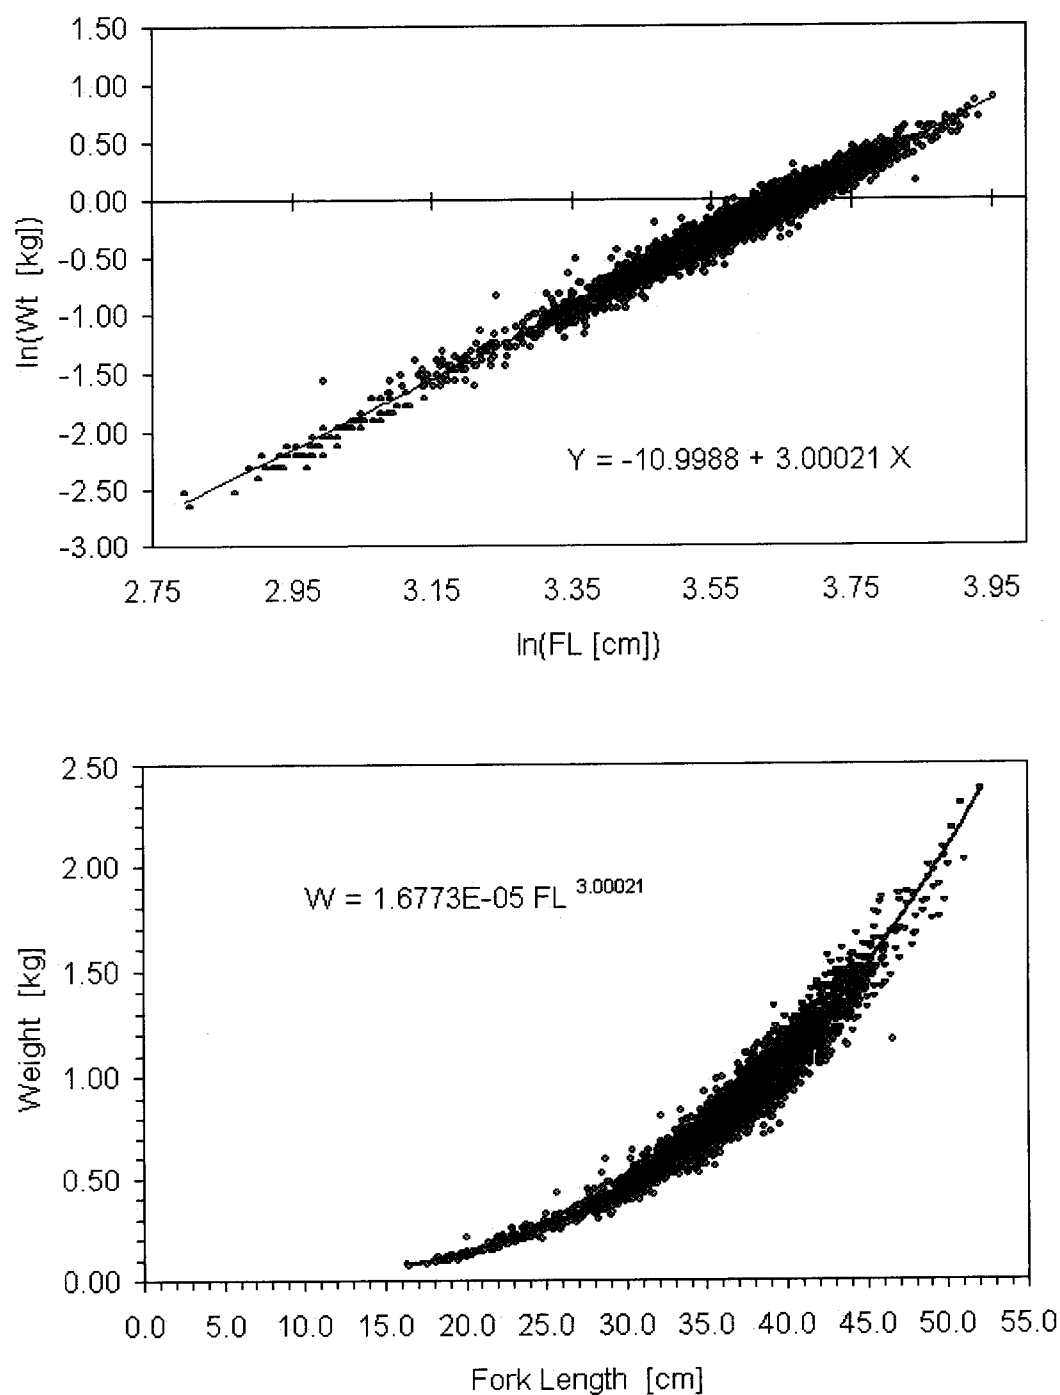 1.50
1.00
0.50
0.00
-0.50
-1.00
-1.50
-2.00
-2.50
-3.00
ln(Wt [kg])
Y = -10.9988 + 3.00021 X
2.75 2.95 3.15 3.35 3.55 3.75 3.95
ln(FL [cm])
2.50
2.00
1.50
1.00
0.50
0.00
Weight [kg]
W = 1.6773E-05 FL 3.00021
0.0 5.0 10.0 15.0 20.0 25.0 30.0 35.0 40.0 45.0 50.0 55.0
Fork Length [cm]